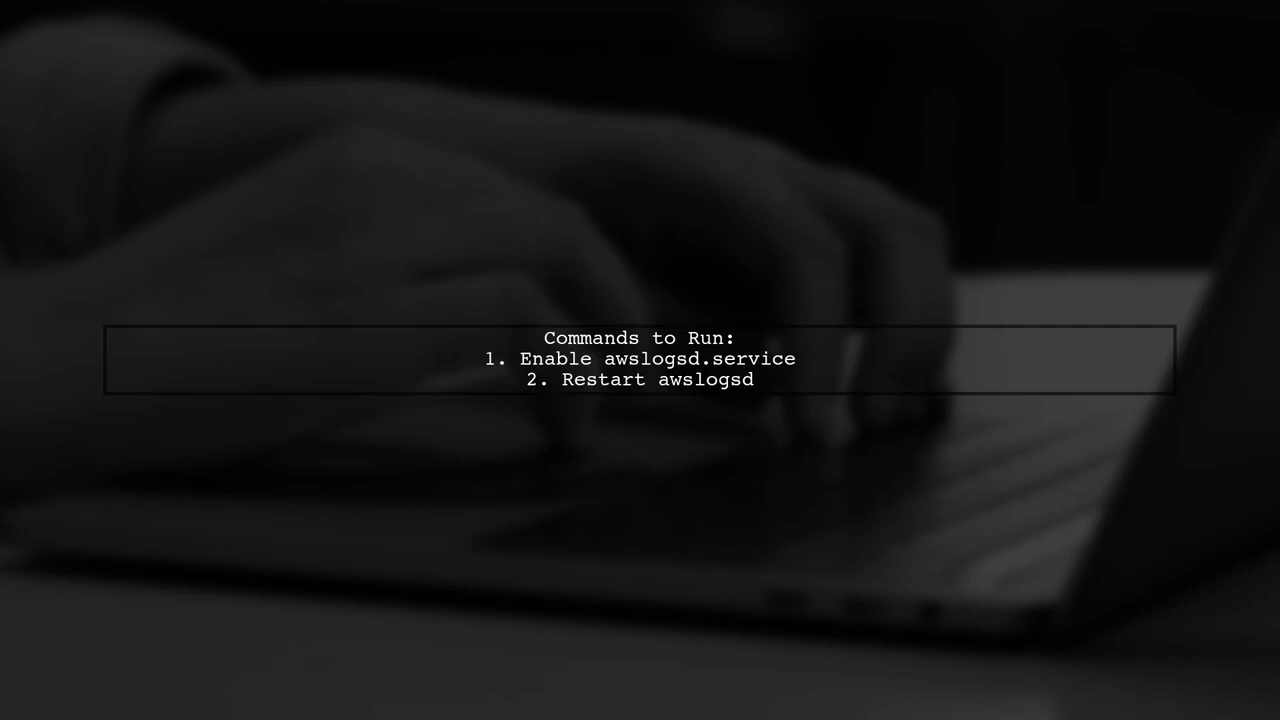 Commands to Run:
1. Enable awslogsd.service
2. Restart awslogsd